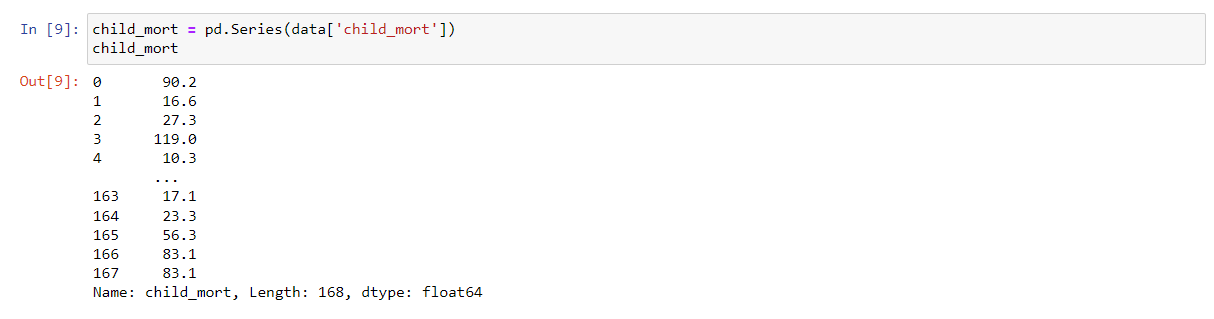 In [9]: child_mort = pd.Series(data['child_mort'])
child_mort
Out[9]: 0 90.2
1 16.6
2 27.3
3 119.0
4 10.3
...
163 17.1
164 23.3
165 56.3
166 83.1
167 83.1
Name: child_mort, Length: 168, dtype: float64